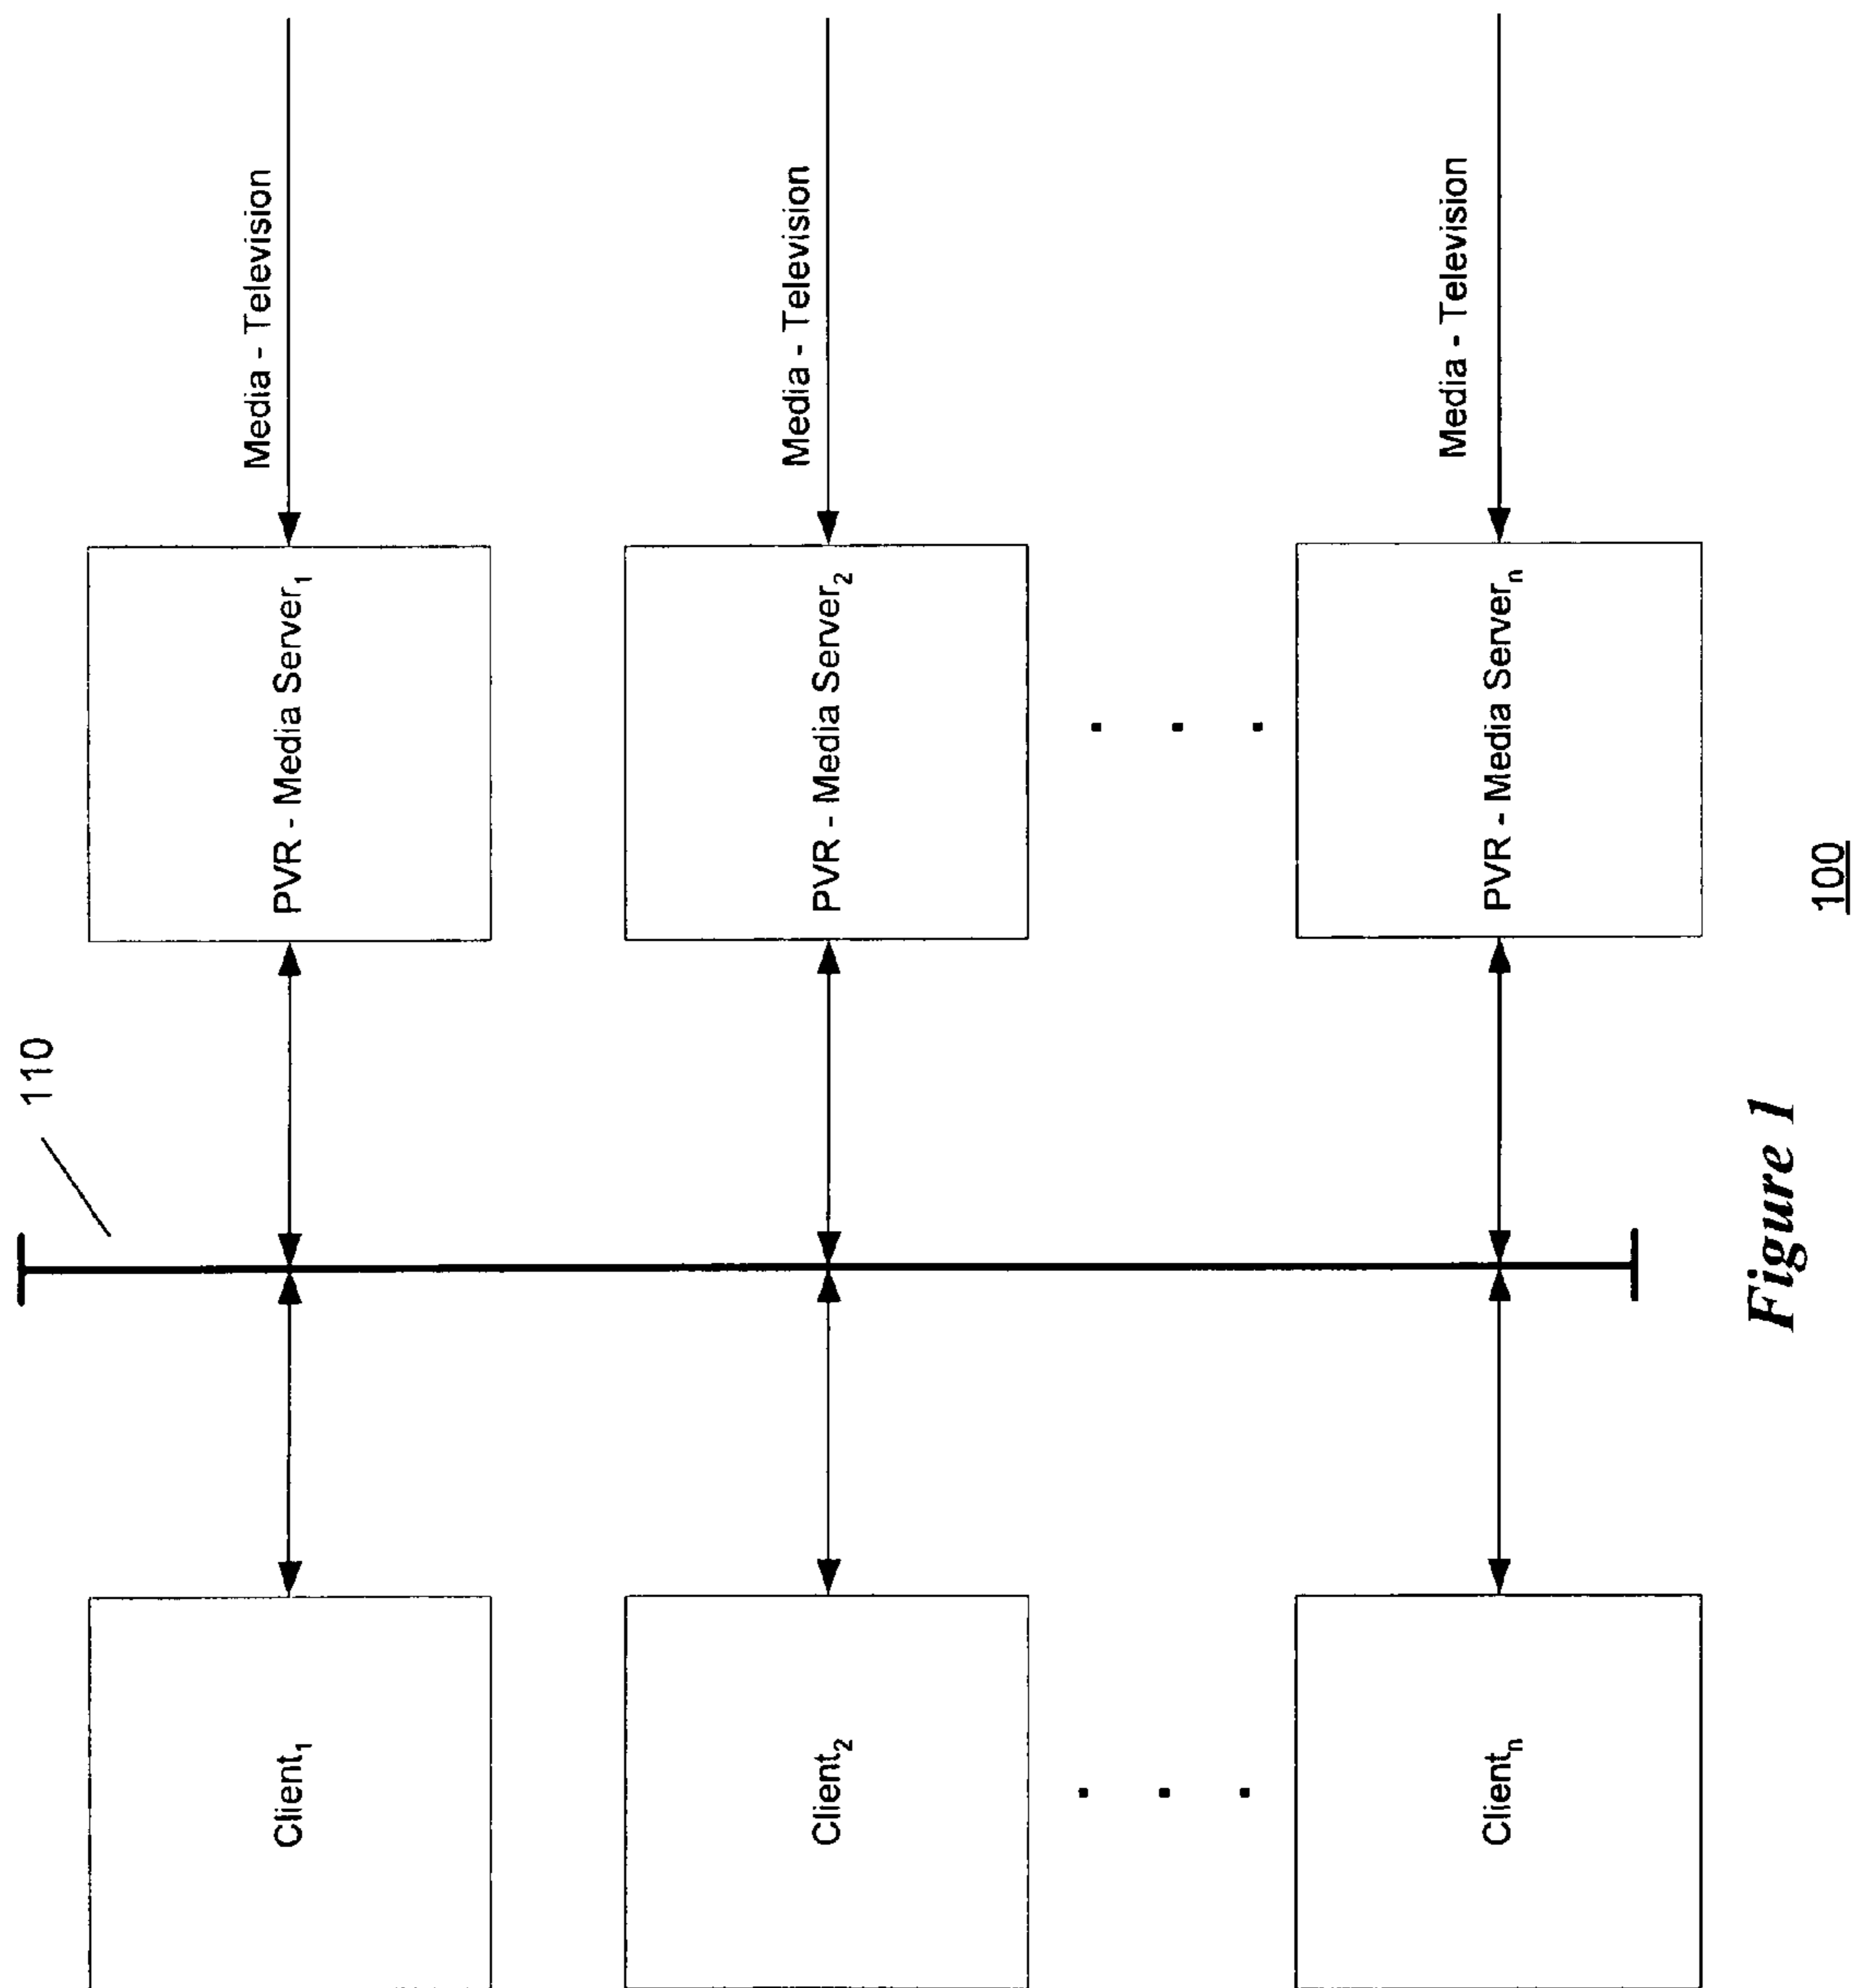 Media - Television
Media - Television
Media - Television
PVR - Media Server₁
PVR - Media Server₂
PVR - Media Serverₙ
110
Client₁
Client₂
Clientₙ
Figure 1
100